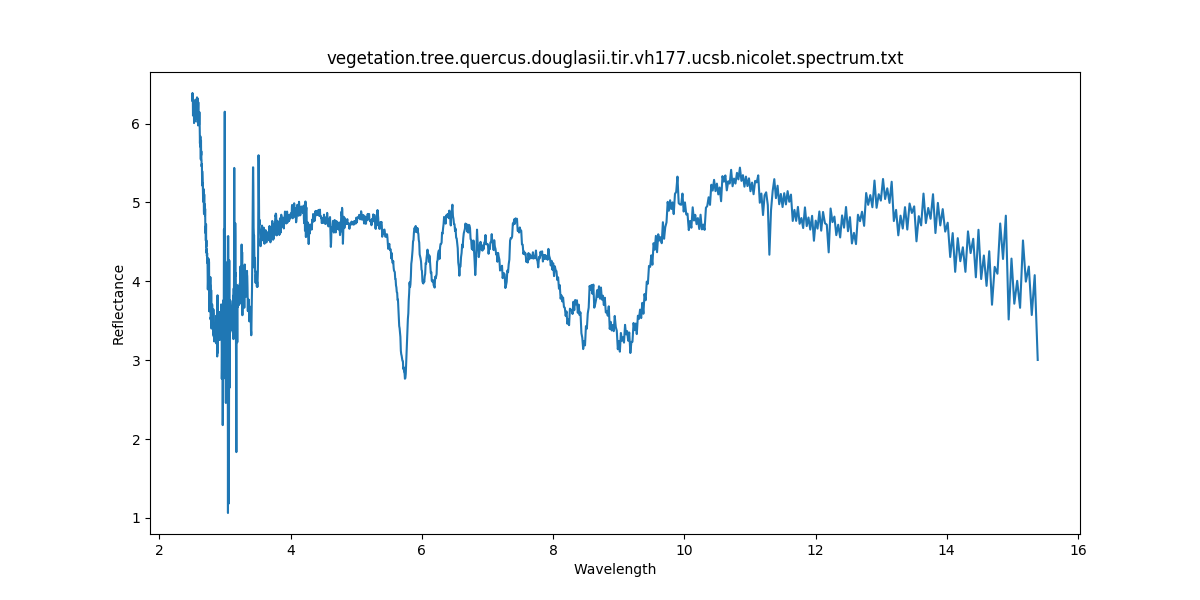 vegetation.tree.quercus.douglasii.tir.vh177.ucsb.nicolet.spectrum.txt
6
5
4
3
2
1
Reflectance
2 4 6 8 10 12 14 16
Wavelength